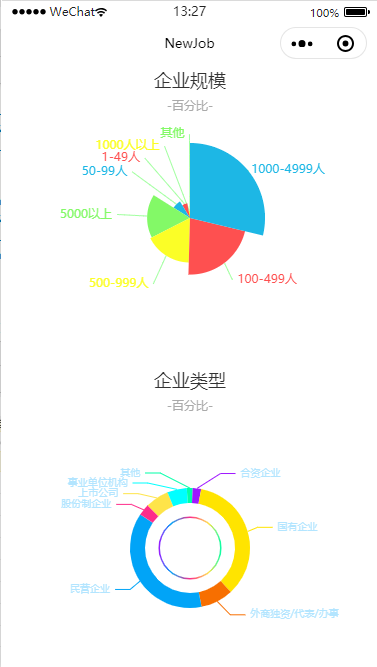 ●●●●● WeChat 13:27 100%
NewJob
企业规模
-百分比-
其他
1000人以上
1-49人
1000-4999人
50-99人
5000以上
100-499人
500-999人
企业类型
-百分比-
其他
合资企业
事业单位机构
上市公司
股份制企业
国有企业
民营企业
外商独资/代表/办事